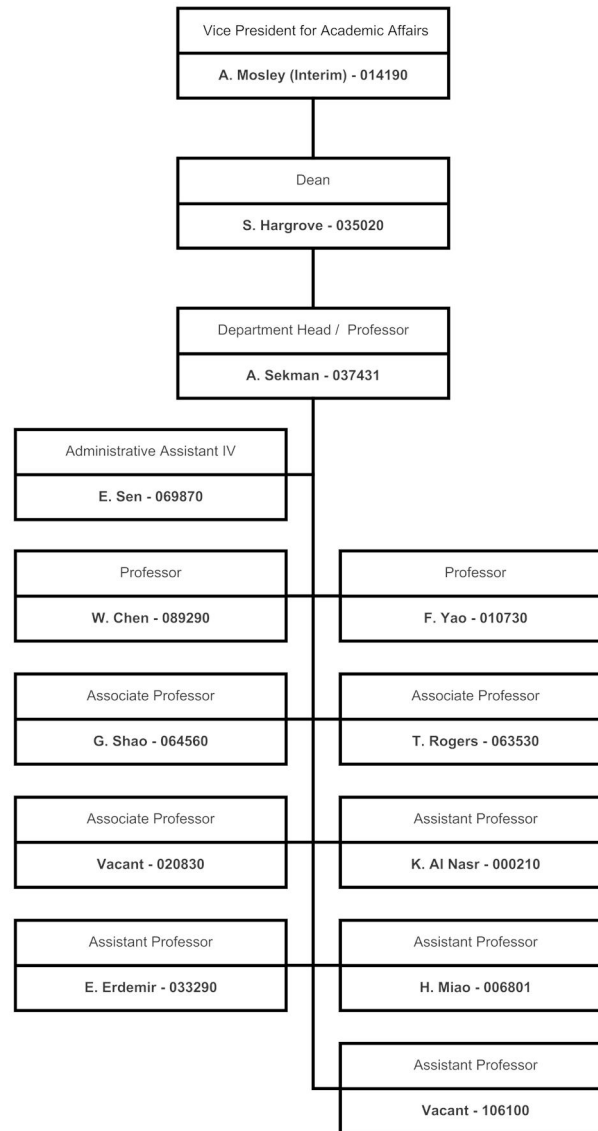 Vice President for Academic Affairs
A. Mosley (Interim) - 014190
Dean
S. Hargrove - 035020
Department Head / Professor
A. Sekman - 037431
Administrative Assistant IV
E. Sen - 069870
Professor
W. Chen - 089290
Professor
F. Yao - 010730
Associate Professor
G. Shao - 064560
Associate Professor
T. Rogers - 063530
Associate Professor
Vacant - 020830
Assistant Professor
K. Al Nasr - 000210
Assistant Professor
E. Erdemir - 033290
Assistant Professor
H. Miao - 006801
Assistant Professor
Vacant - 106100